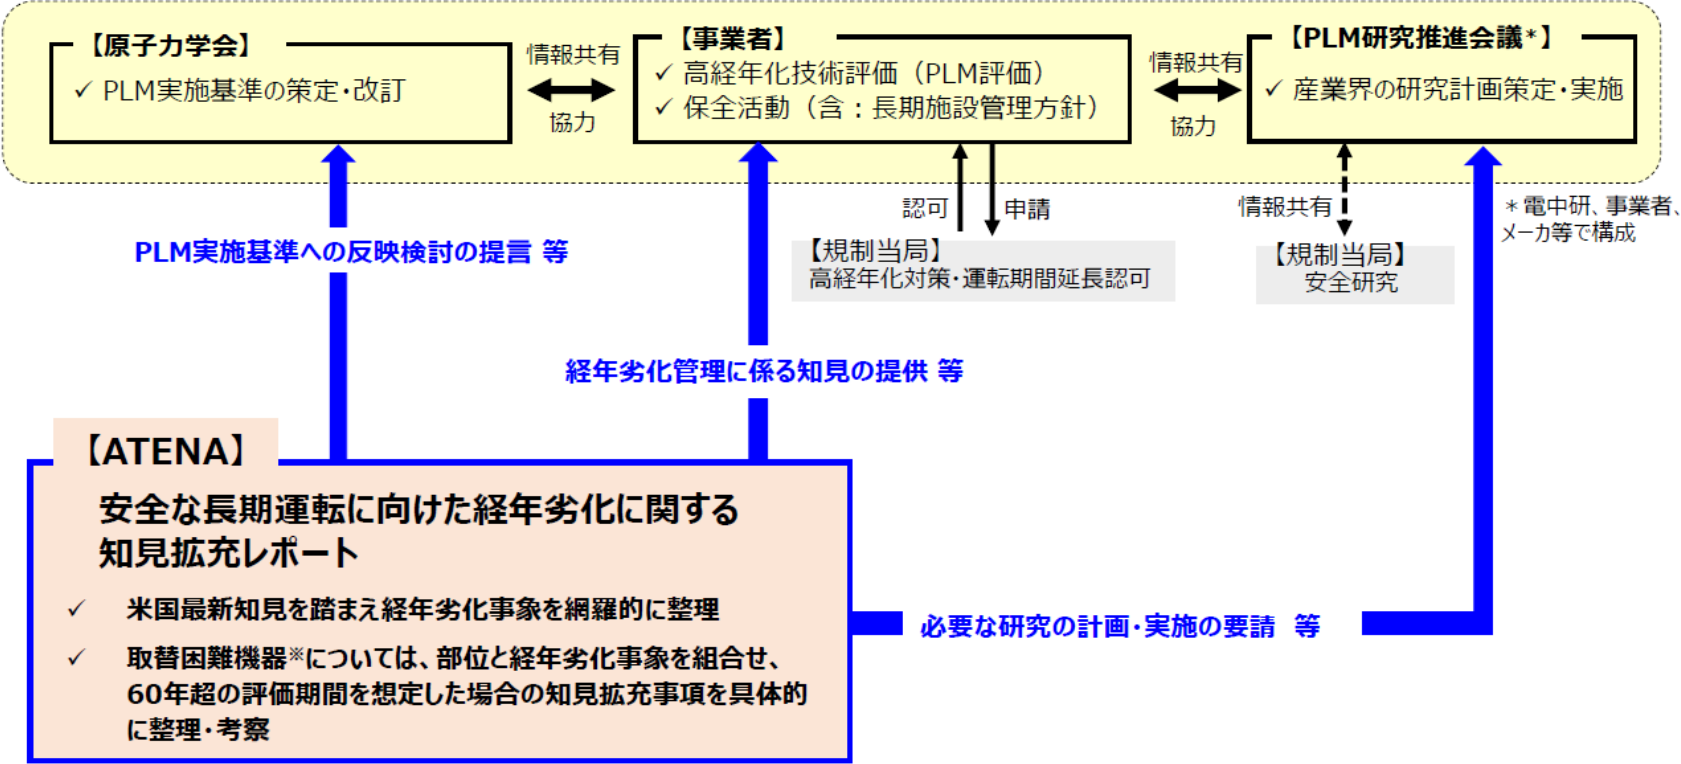 【原子力学会】
✓ PLM実施基準の策定・改訂
情報共有
協力
【事業者】
✓ 高経年化技術評価（PLM評価）
✓ 保全活動（含：長期施設管理方針）
情報共有
協力
【PLM研究推進会議*】
✓ 産業界の研究計画策定・実施
認可
申請
情報共有
＊電中研、事業者、
メーカ等で構成
【規制当局】
高経年化対策・運転期間延長認可
【規制当局】
安全研究
PLM実施基準への反映検討の提言 等
経年劣化管理に係る知見の提供 等
【ATENA】
安全な長期運転に向けた経年劣化に関する
知見拡充レポート
✓ 米国最新知見を踏まえ経年劣化事象を網羅的に整理
✓ 取替困難機器※については、部位と経年劣化事象を組合せ、
60年超の評価期間を想定した場合の知見拡充事項を具体的
に整理・考察
必要な研究の計画・実施の要請 等